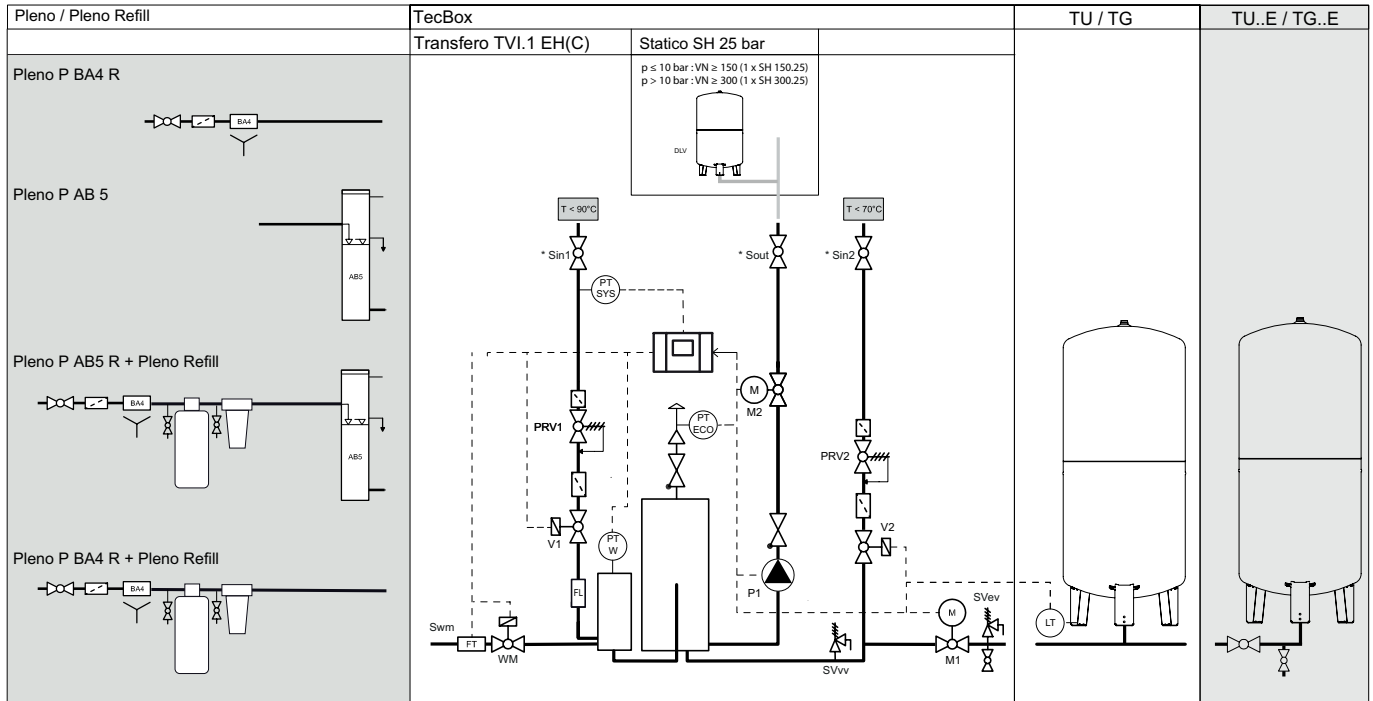 Pleno / Pleno Refill
TecBox
TU / TG
TU..E / TG..E
Transfero TVI.1 EH(C)
Statico SH 25 bar
p ≤ 10 bar : VN ≥ 150 (1 x SH 150.25)
p > 10 bar : VN ≥ 300 (1 x SH 300.25)
DLV
Pleno P BA4 R
BA4
Pleno P AB 5
AB5
Pleno P AB5 R + Pleno Refill
BA4
AB5
Pleno P BA4 R + Pleno Refill
BA4
T < 90°C
T < 70°C
* Sin1
* Sout
* Sin2
PT
SYS
M
M2
PT
ECO
PRV1
PRV2
V1
PT
W
V2
FL
P1
Swm
FT
WM
SVvv
M
M1
SVev
LT